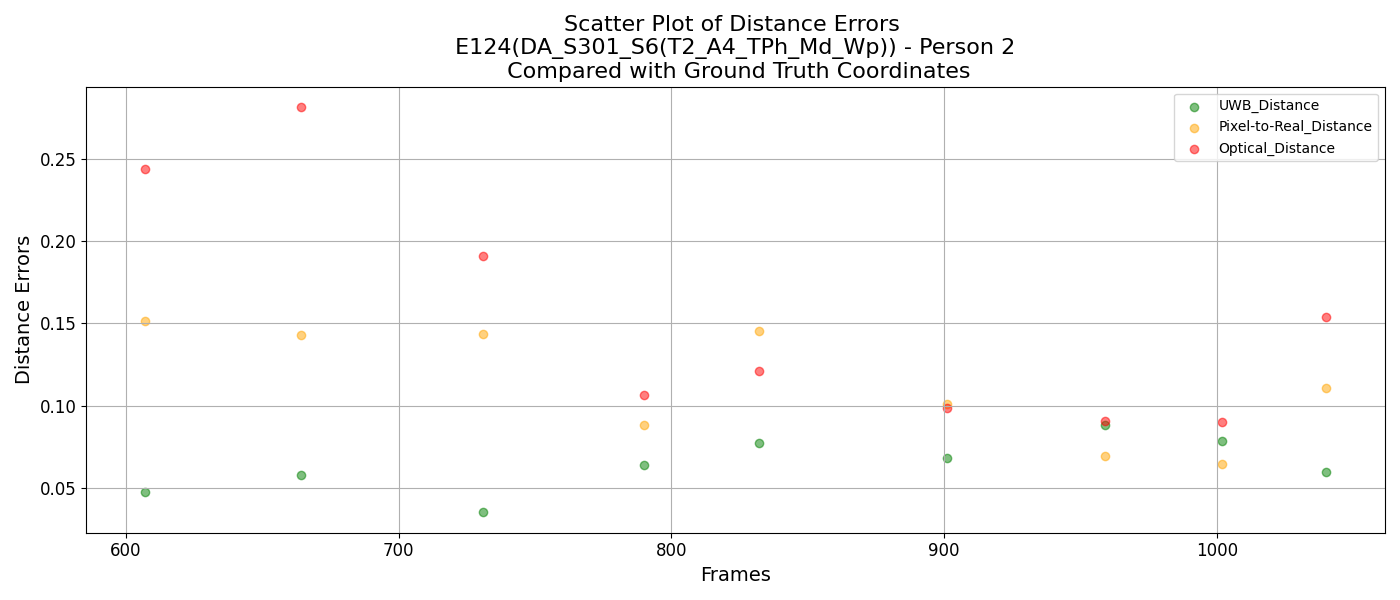 Scatter Plot of Distance Errors
E124(DA_S301_S6(T2_A4_TPh_Md_Wp)) - Person 2
Compared with Ground Truth Coordinates
UWB_Distance
Pixel-to-Real_Distance
Optical_Distance
Distance Errors
0.25
0.20
0.15
0.10
0.05
600 700 800 900 1000
Frames